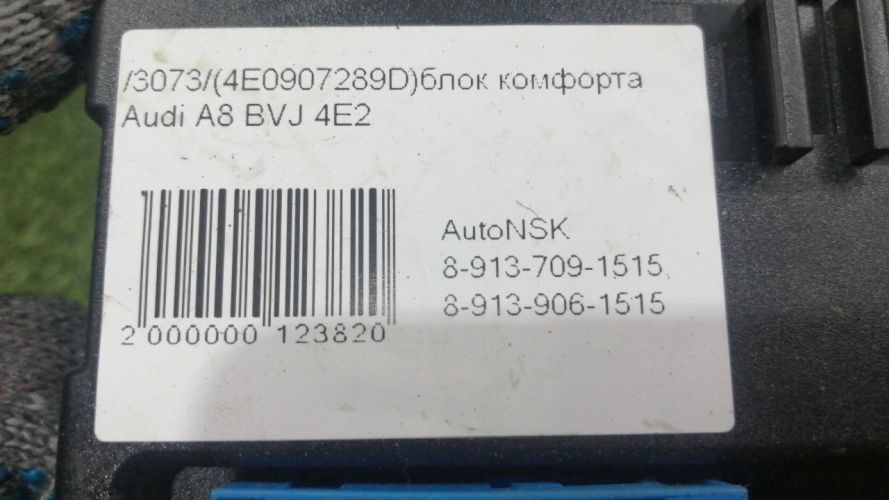 /3073/(4E0907289D)блок комфорта
Audi A8 BVJ 4E2
AutoNSK
8-913-709-1515,
8-913-906-1515
2 000000 123820